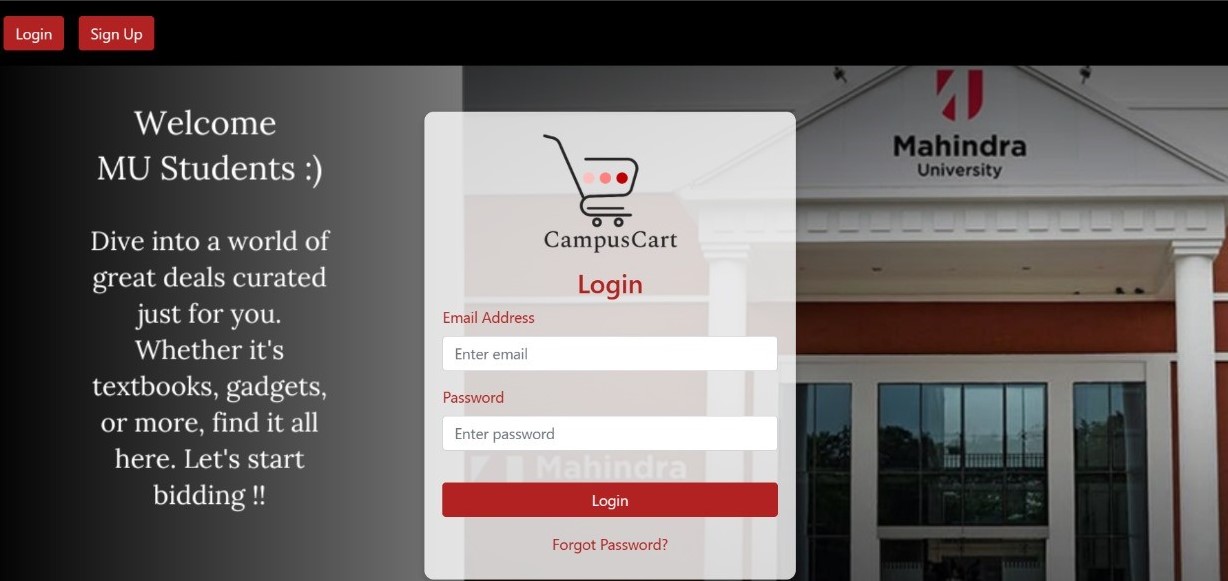 Login
Sign Up
Welcome
MU Students :)
Dive into a world of
great deals curated
just for you.
Whether it's
textbooks, gadgets,
or more, find it all
here. Let's start
bidding !!
CampusCart
Login
Email Address
Enter email
Password
Enter password
Mahindra
Login
Forgot Password?
Mahindra
University